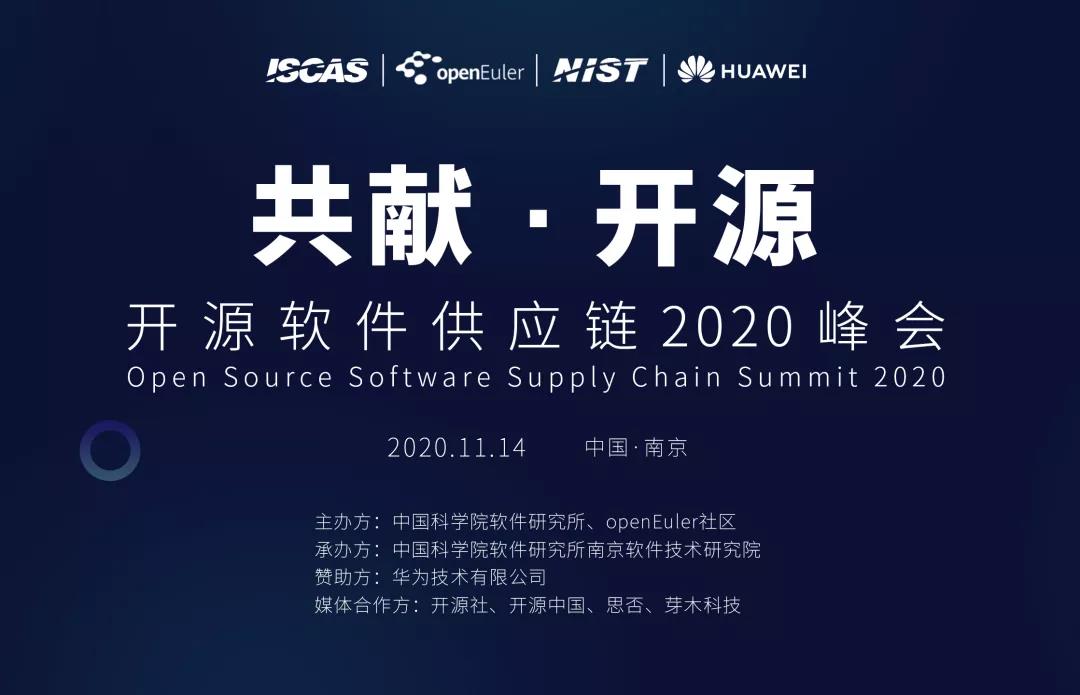 ISCAS | openEuler | NIST | HUAWEI
共献·开源
开源软件供应链2020峰会
Open Source Software Supply Chain Summit 2020
2020.11.14 中国·南京
主办方：中国科学院软件研究所、openEuler社区
承办方：中国科学院软件研究所南京软件技术研究院
赞助方：华为技术有限公司
媒体合作方：开源社、开源中国、思否、芽木科技